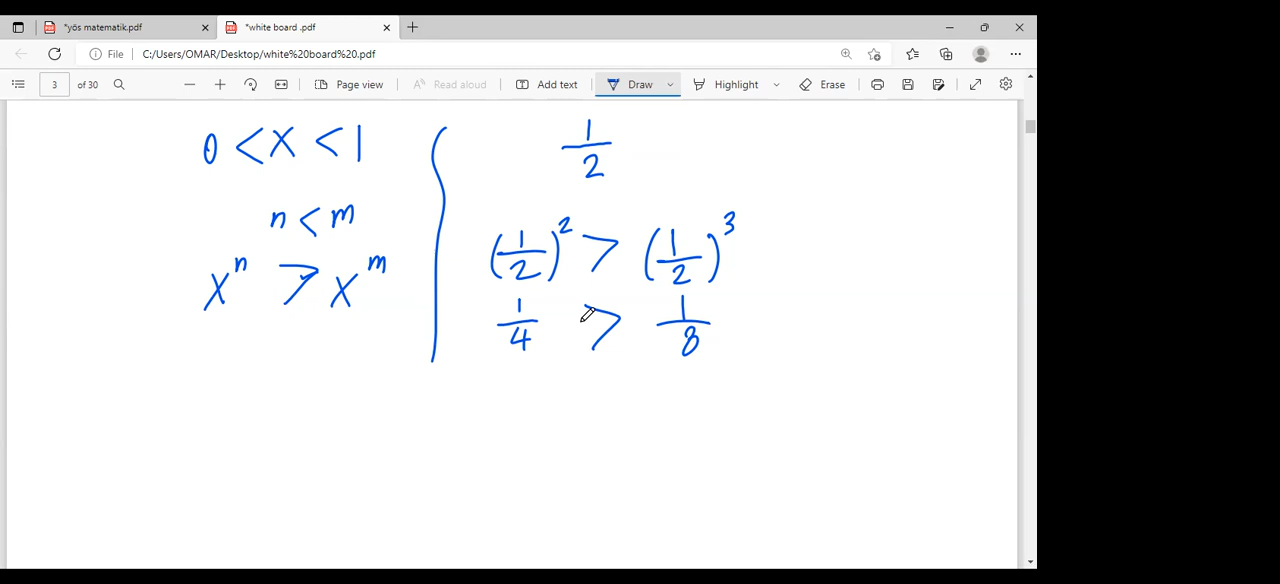 *yös matematik.pdf
*white board .pdf
File C:/Users/OMAR/Desktop/white%20board%20.pdf
3 of 30 Page view Read aloud Add text Draw Highlight Erase
0 < x < 1
n < m
xⁿ > xᵐ
1/2
(1/2)² > (1/2)³
1/4 > 1/8